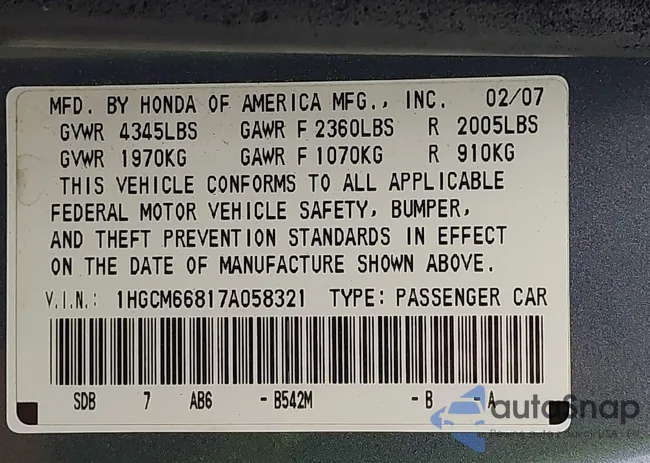 MFD. BY HONDA OF AMERICA MFG., INC. 02/07
GVWR 4345LBS GAWR F 2360LBS R 2005LBS
GVWR 1970KG GAWR F 1070KG R 910KG
THIS VEHICLE CONFORMS TO ALL APPLICABLE
FEDERAL MOTOR VEHICLE SAFETY, BUMPER,
AND THEFT PREVENTION STANDARDS IN EFFECT
ON THE DATE OF MANUFACTURE SHOWN ABOVE.
V.I.N.: 1HGCM66817A058321 TYPE: PASSENGER CAR
SDB 7 AB6 - B542M - B - A
autoSnap